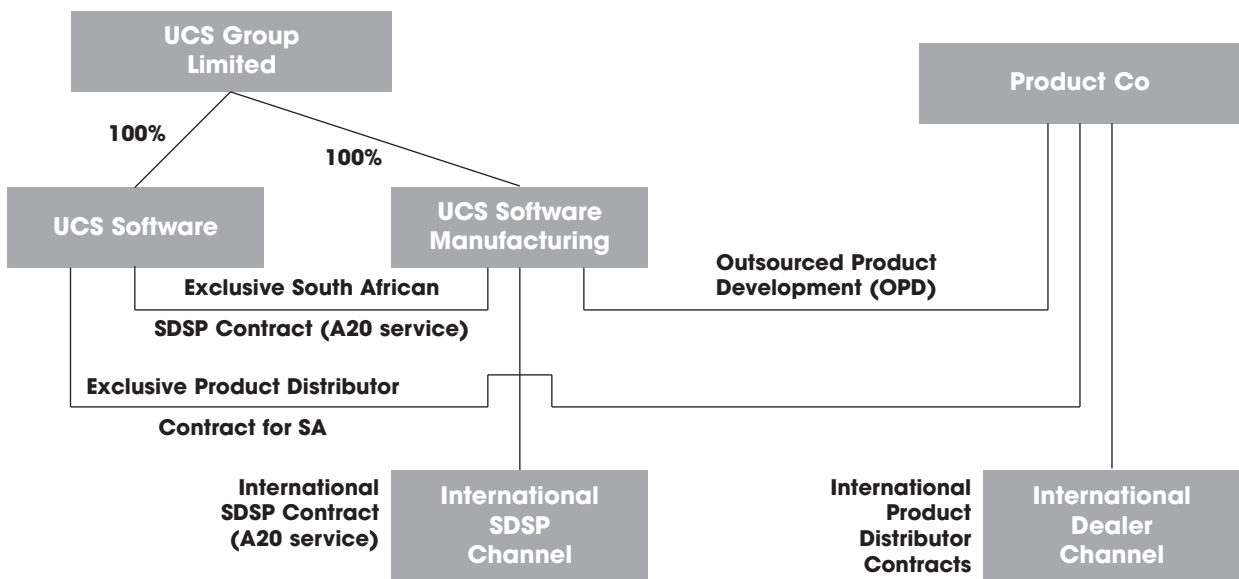 UCS Group
Limited
Product Co
100%
100%
UCS Software
UCS Software
Manufacturing
Outsourced Product
Development (OPD)
Exclusive South African
SDSP Contract (A20 service)
Exclusive Product Distributor
Contract for SA
International
SDSP Contract
(A20 service)
International
SDSP
Channel
International
Product
Distributor
Contracts
International
Dealer
Channel